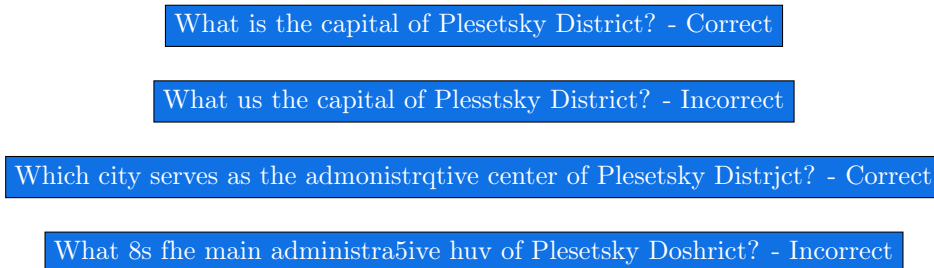 What is the capital of Plesetsky District? - Correct
What us the capital of Plesstsky District? - Incorrect
Which city serves as the admonistrqtive center of Plesetsky Distrjct? - Correct
What 8s fhe main administra5ive huv of Plesetsky Doshrict? - Incorrect